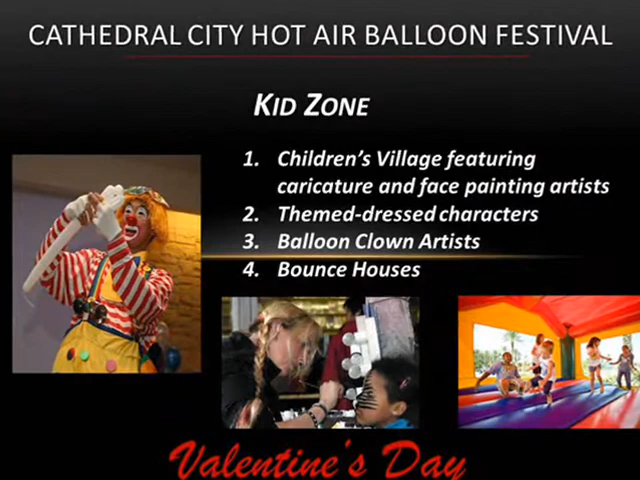 CATHEDRAL CITY HOT AIR BALLOON FESTIVAL
KID ZONE
1. Children's Village featuring
caricature and face painting artists
2. Themed-dressed characters
3. Balloon Clown Artists
4. Bounce Houses
Valentine's Day